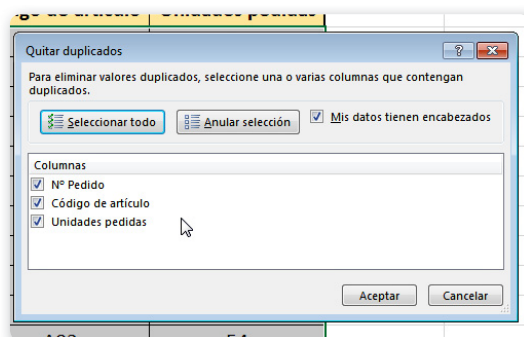 Quitar duplicados
Para eliminar valores duplicados, seleccione una o varias columnas que contengan
duplicados.
Seleccionar todo
Anular selección
Mis datos tienen encabezados
Columnas
Nº Pedido
Código de artículo
Unidades pedidas
Aceptar
Cancelar